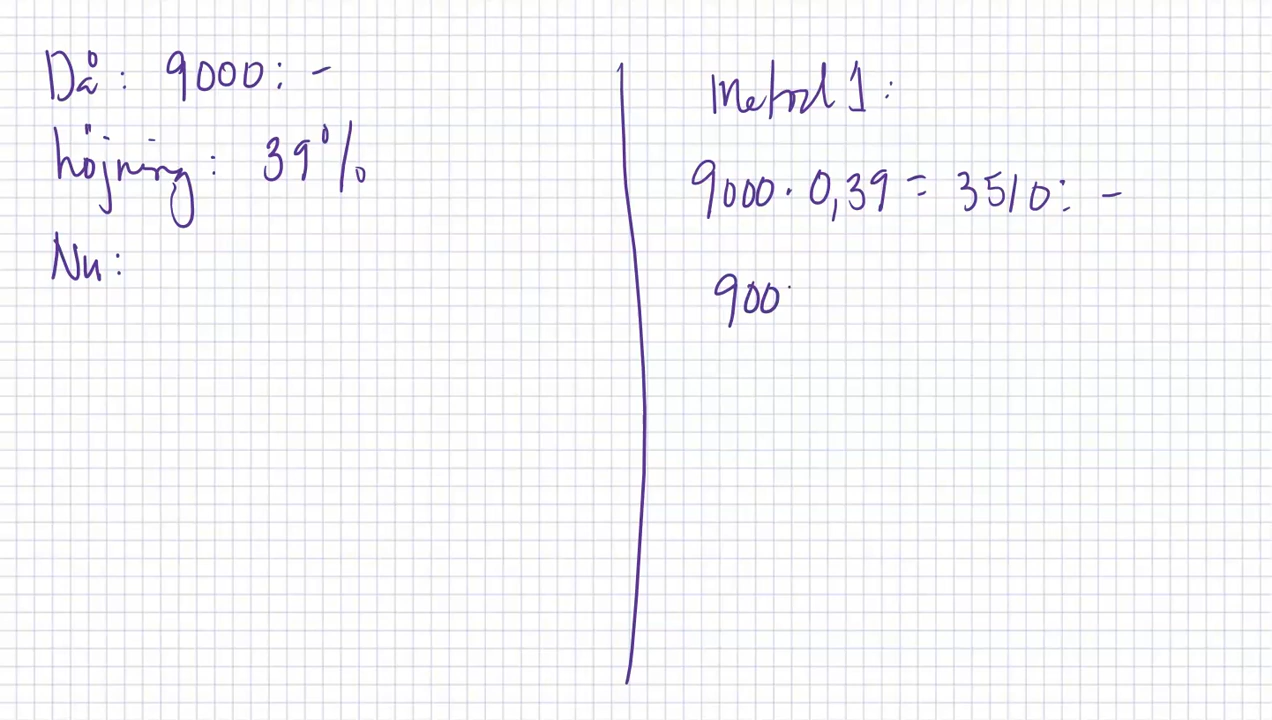 Då: 9000:-
höjning: 39%
Nu:
Metod 1:
9000 · 0,39 = 3510:-
900